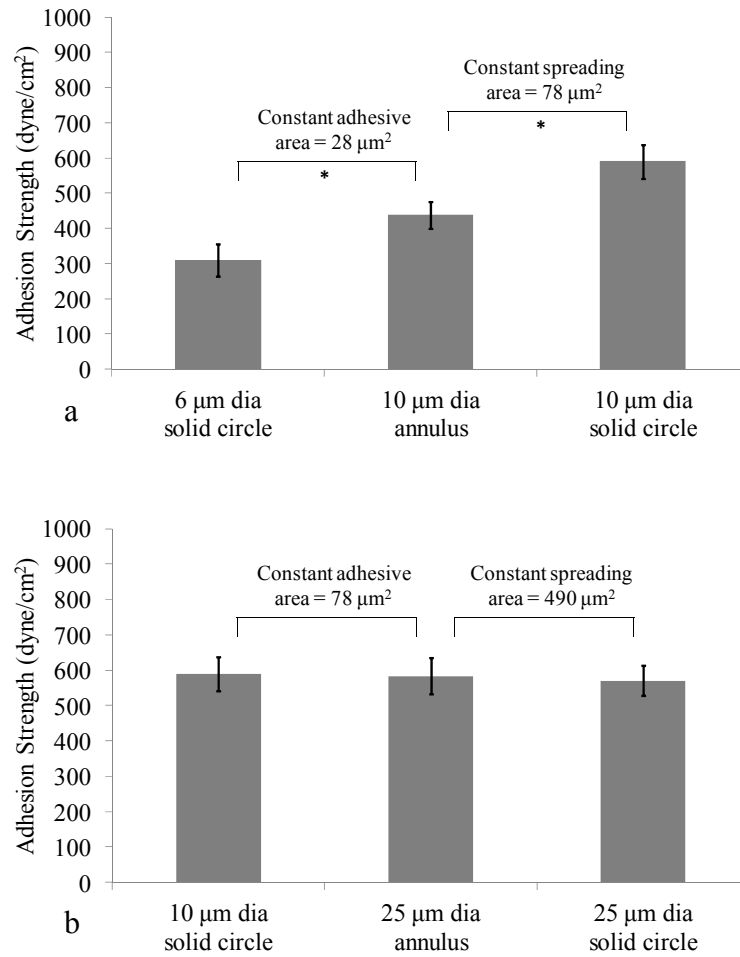 1000
900
800
700
600
500
400
300
200
100
0
Adhesion Strength (dyne/cm²)
Constant spreading
area = 78 μm²
*
Constant adhesive
area = 28 μm²
*
6 μm dia
solid circle
10 μm dia
annulus
10 μm dia
solid circle
a
1000
900
800
700
600
500
400
300
200
100
0
Adhesion Strength (dyne/cm²)
Constant adhesive
area = 78 μm²
Constant spreading
area = 490 μm²
10 μm dia
solid circle
25 μm dia
annulus
25 μm dia
solid circle
b